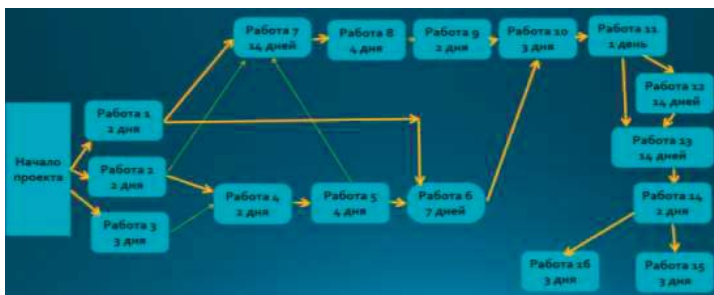 Работа 7
14 дней
Работа 8
4 дня
Работа 9
2 дня
Работа 10
3 дня
Работа 11
1 день
Работа 12
14 дней
Работа 1
2 дня
Работа 13
14 дней
Начало
проекта
Работа 2
2 дня
Работа 4
2 дня
Работа 5
4 дня
Работа 6
7 дней
Работа 14
2 дня
Работа 3
3 дня
Работа 16
3 дня
Работа 15
3 дня